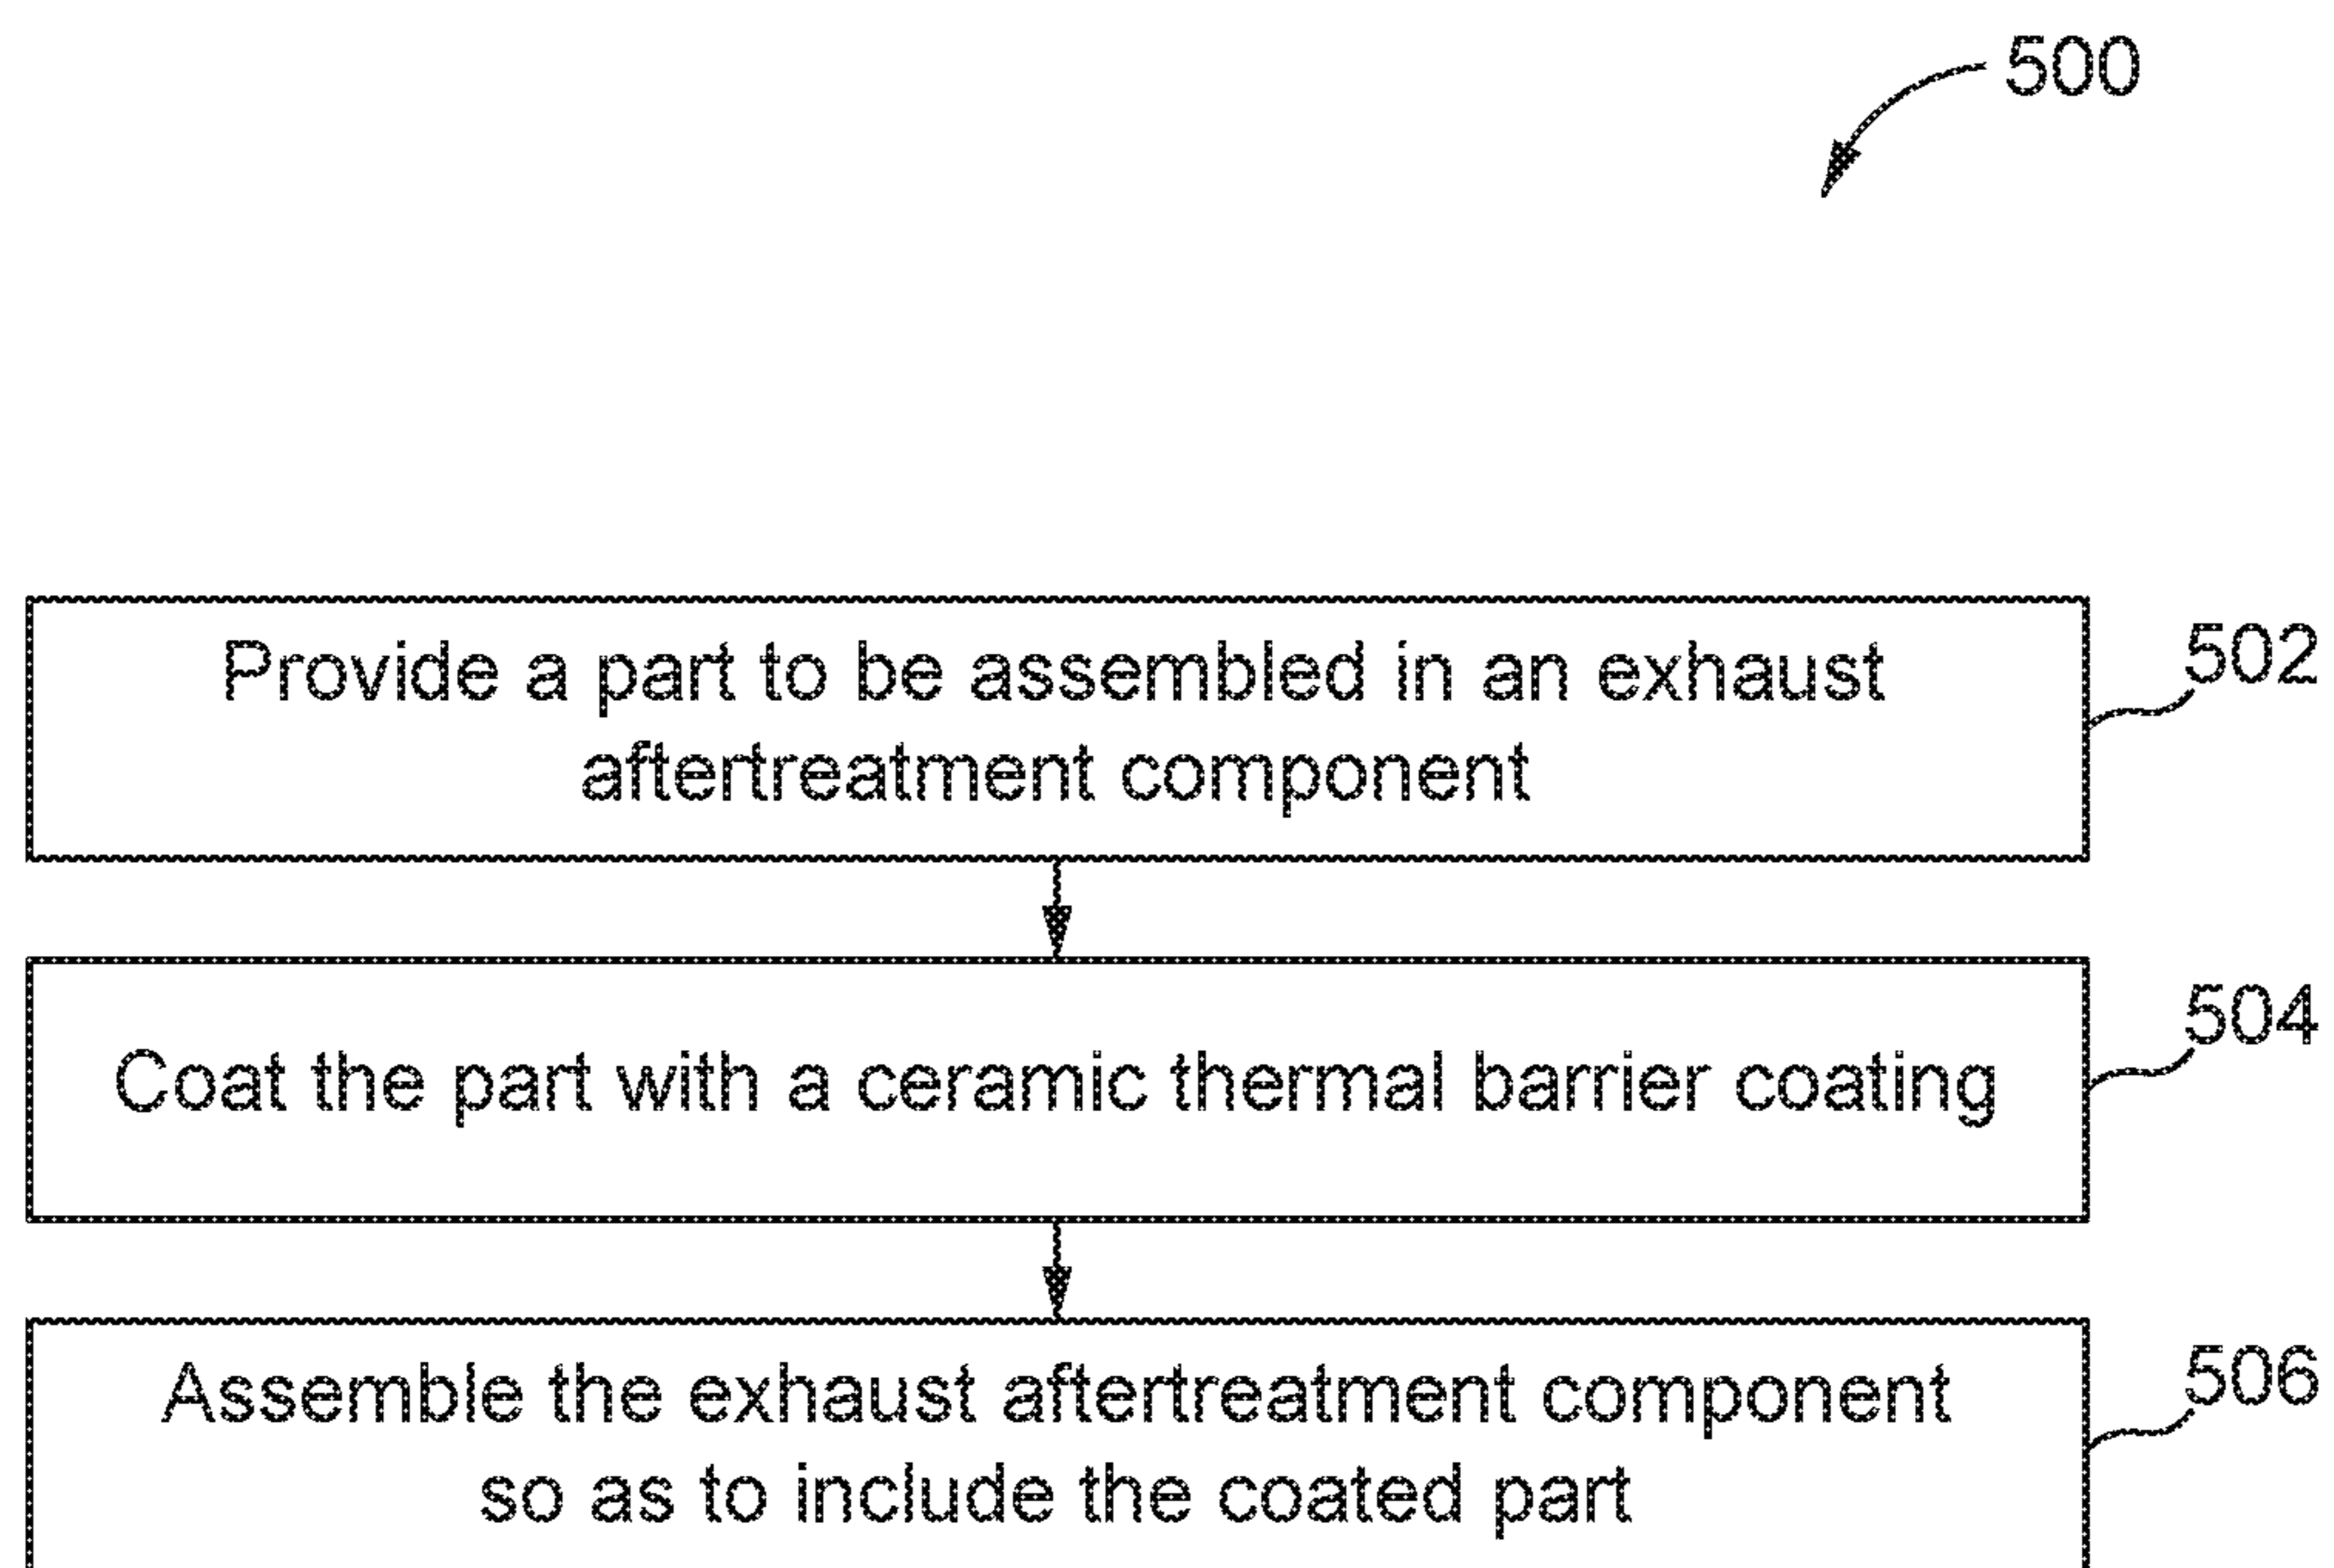 500
Provide a part to be assembled in an exhaust
aftertreatment component
502
Coat the part with a ceramic thermal barrier coating
504
Assemble the exhaust aftertreatment component
so as to include the coated part
506